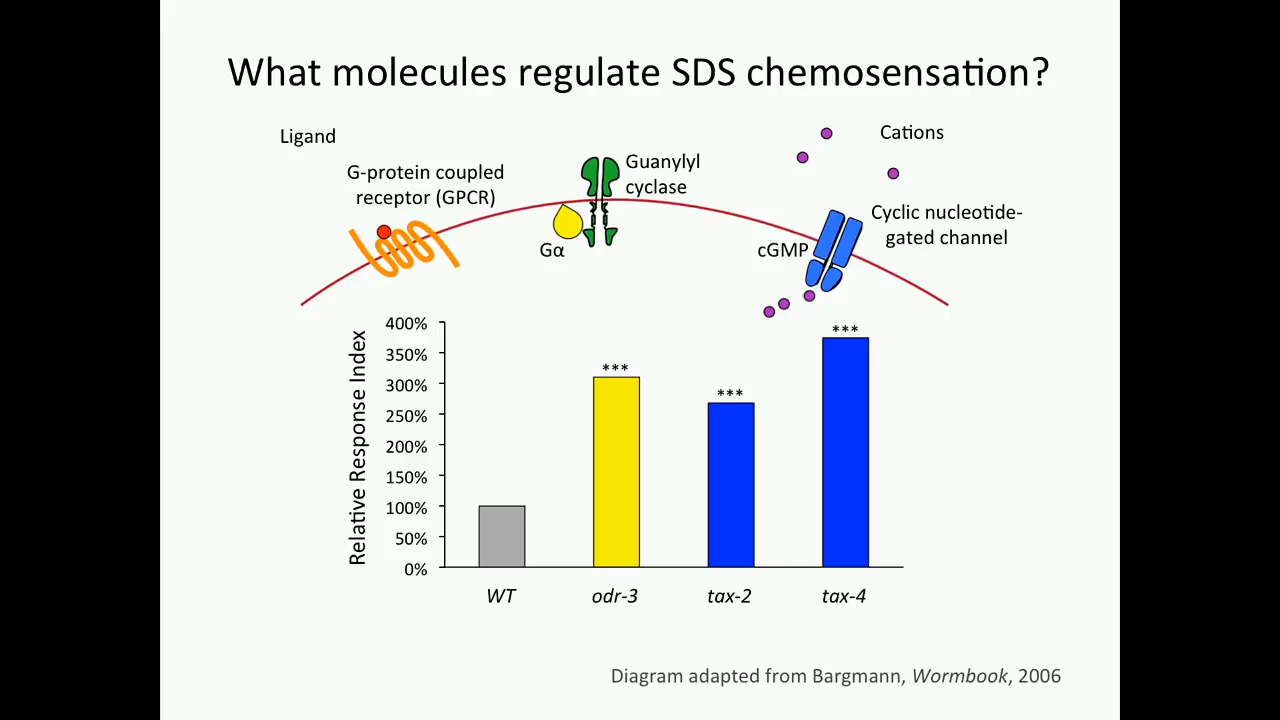 What molecules regulate SDS chemosensation?
Ligand
Cations
G-protein coupled
receptor (GPCR)
Guanylyl
cyclase
Cyclic nucleotide-
gated channel
Gα
cGMP
Relative Response Index
400%
350%
300%
250%
200%
150%
100%
50%
0%
***
***
***
WT
odr-3
tax-2
tax-4
Diagram adapted from Bargmann, Wormbook, 2006